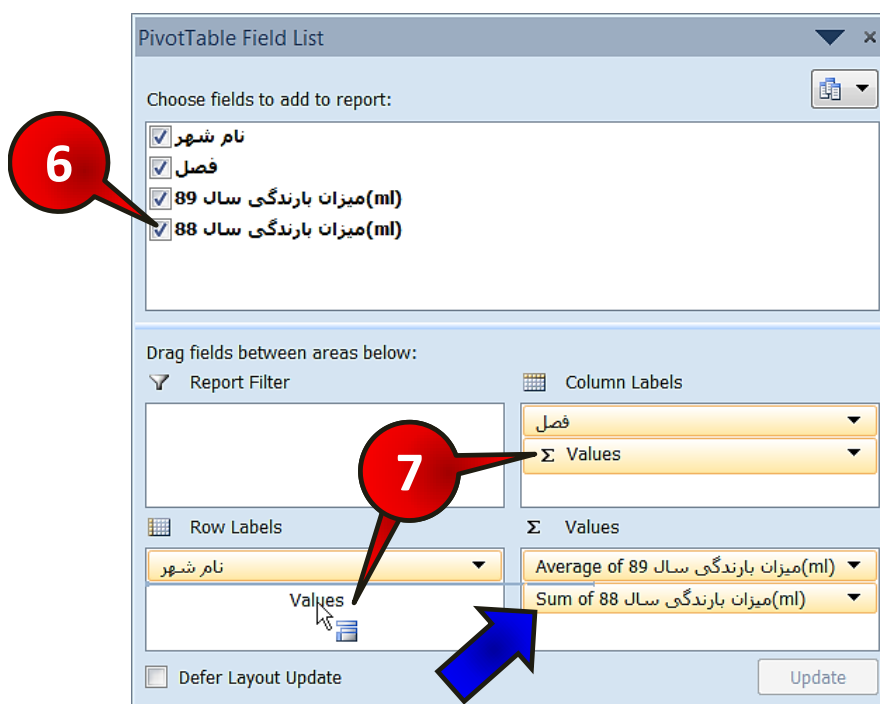 PivotTable Field List
Choose fields to add to report:
نام شهر
فصل
میزان بارندگی سال 89(ml)
میزان بارندگی سال 88(ml)
6
Drag fields between areas below:
Report Filter
Column Labels
فصل
Σ Values
7
Row Labels
Σ Values
نام شهر
Average of میزان بارندگی سال 89(ml)
Values
Sum of میزان بارندگی سال 88(ml)
Defer Layout Update
Update